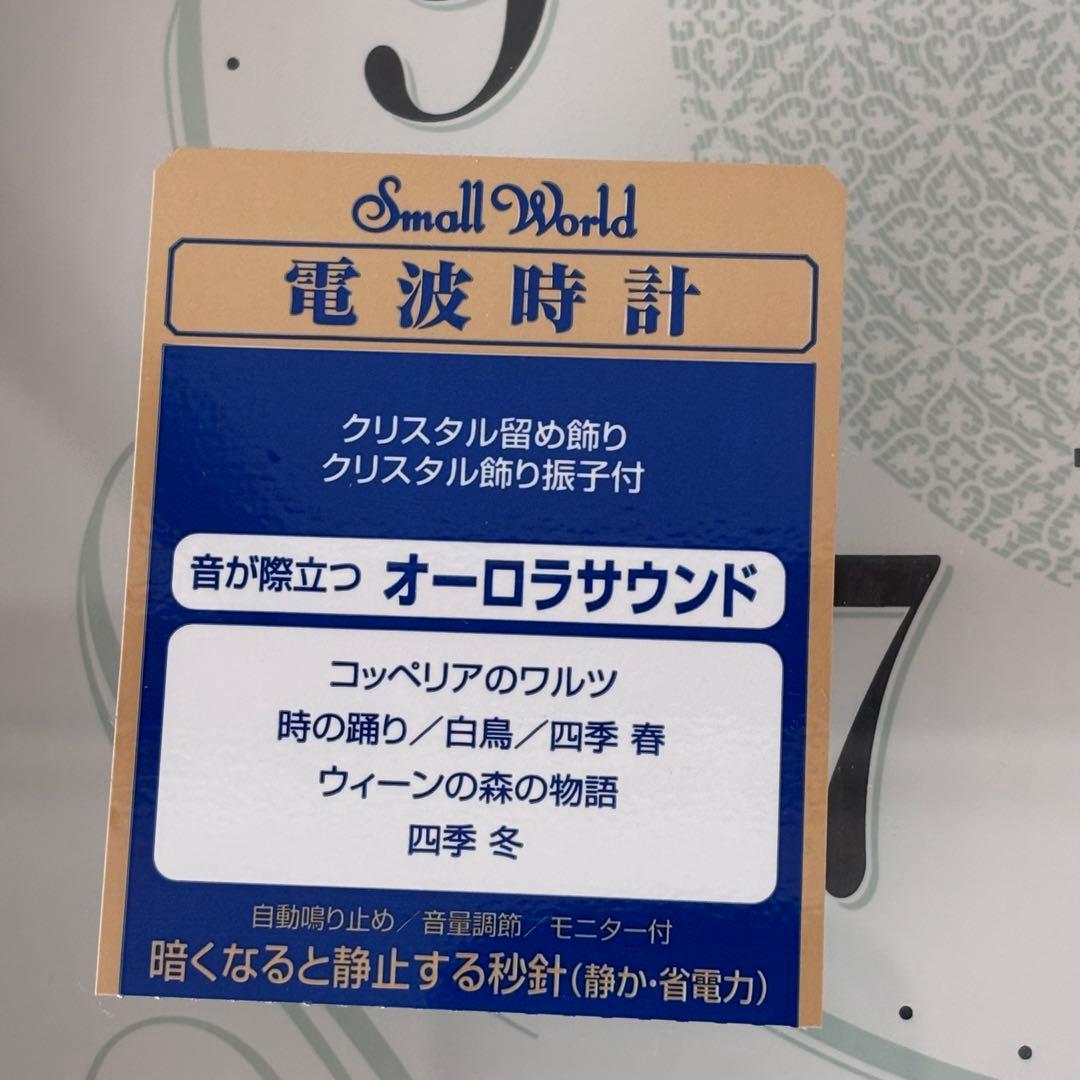 9
Small World
電波時計
クリスタル留め飾り
クリスタル飾り振子付
音が際立つ オーロラサウンド
コッペリアのワルツ
時の踊り／白鳥／四季 春
ウィーンの森の物語
四季 冬
自動鳴り止め／音量調節／モニター付
暗くなると静止する秒針(静か・省電力)
7